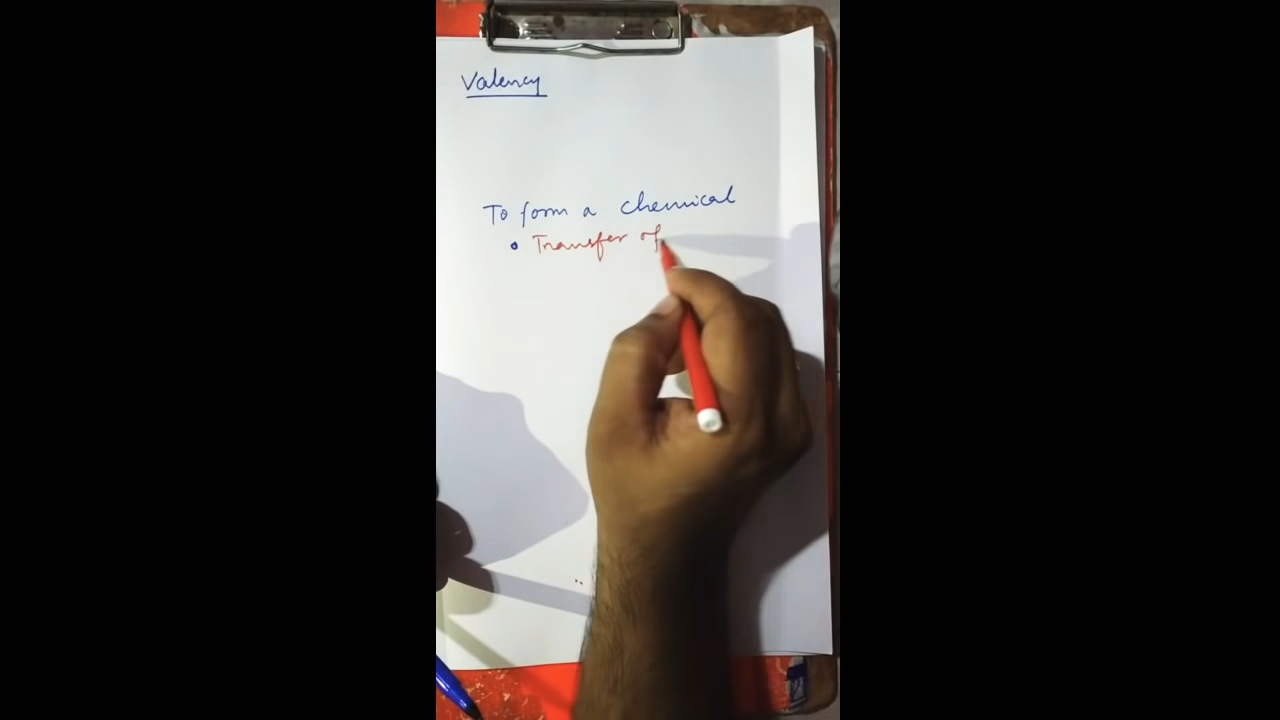 Valency
To form a chemical
• Transfer of